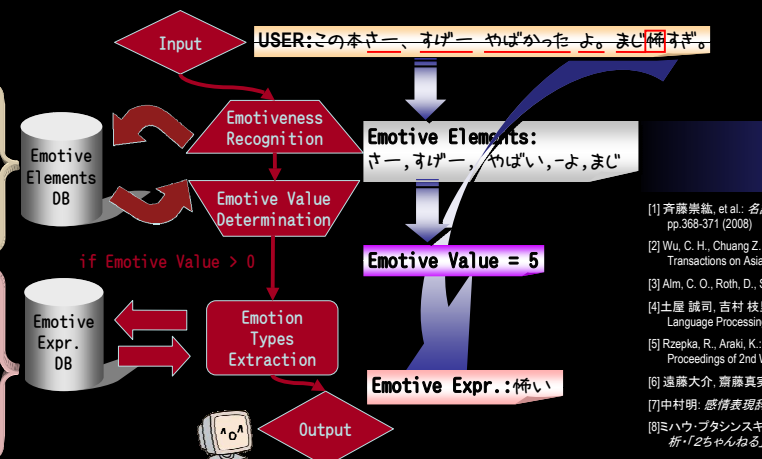 Input
USER:この本さー、すげー やばかった よ。まじ怖すぎ。
Emotiveness
Recognition
Emotive
Elements
DB
Emotive Elements:
さー,すげー, やばい,-よ,まじ
Emotive Value
Determination
if Emotive Value > 0
Emotive Value = 5
Emotive
Expr.
DB
Emotion
Types
Extraction
Emotive Expr.:怖い
Output
[1] 斉藤崇紘, et al.:
pp.368-371 (2008)
[2] Wu, C. H., Chuang Z.
Transactions on Asia
[3] Alm, C. O., Roth, D., S
[4]土屋 誠司, 吉村 枝里
Language Processing
[5] Rzepka, R., Araki, K.:
Proceedings of 2nd W
[6] 遠藤大介, 齋藤真実
[7]中村明: 感情表現辞
[8]ミハウ・プタシンスキ
析-「2ちゃんねる」